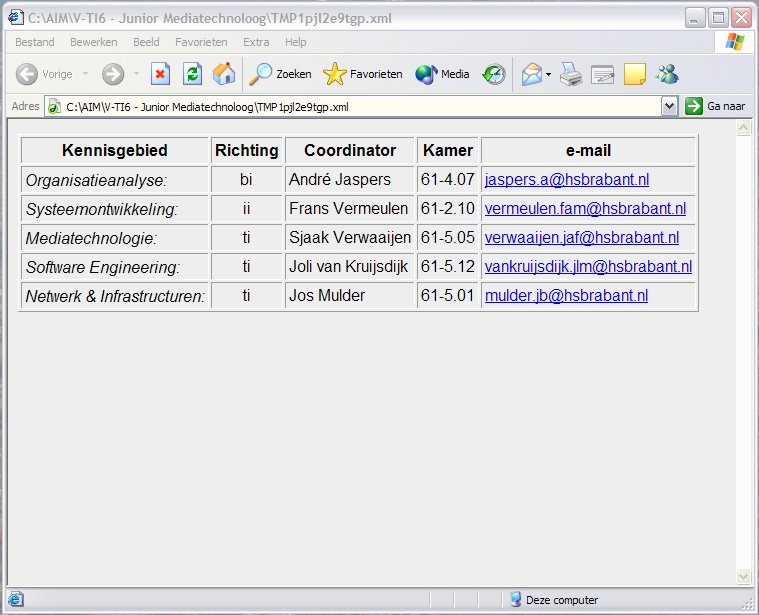 C:\AIM\V-TI6 - Junior Mediatechnoloog\TMP1pjl2e9tgp.xml
Bestand Bewerken Beeld Favorieten Extra Help
Vorige Zoeken Favorieten Media
Adres C:\AIM\V-TI6 - Junior Mediatechnoloog\TMP1pjl2e9tgp.xml Ga naar
Kennisgebied Richting Coordinator Kamer e-mail
Organisatieanalyse: bi André Jaspers 61-4.07 jaspers.a@hsbrabant.nl
Systeemontwikkeling: ii Frans Vermeulen 61-2.10 vermeulen.fam@hsbrabant.nl
Mediatechnologie: ti Sjaak Verwaaijen 61-5.05 verwaaijen.jaf@hsbrabant.nl
Software Engineering: ti Joli van Kruijsdijk 61-5.12 vankruijsdijk.jlm@hsbrabant.nl
Netwerk & Infrastructuren: ti Jos Mulder 61-5.01 mulder.jb@hsbrabant.nl
Deze computer